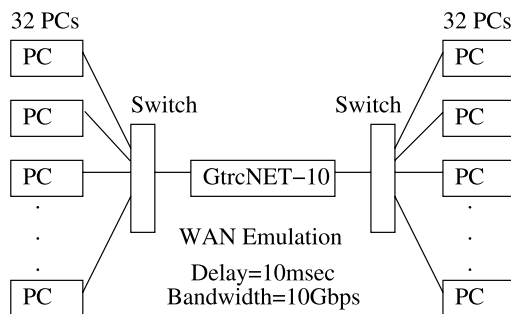 32 PCs
32 PCs
PC
PC
Switch
Switch
PC
PC
PC
GtrcNET−10
PC
WAN Emulation
Delay=10msec
Bandwidth=10Gbps
PC
PC